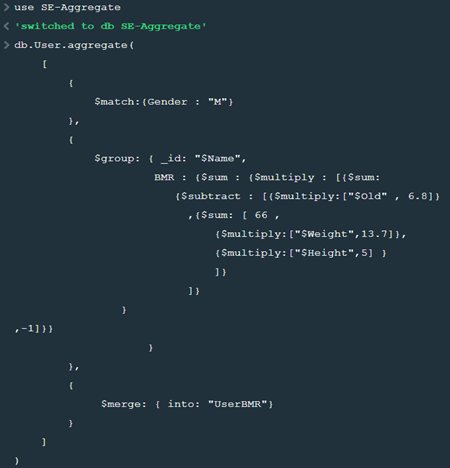 > use SE-Aggregate
< 'switched to db SE-Aggregate'
> db.User.aggregate(
    [
        {
            $match:{Gender : "M"}
        },
        {
            $group: { _id: "$Name",
                     BMR : {$sum : {$multiply : [{$sum:
                        {$subtract : [{$multiply:["$Old" , 6.8]}
                          ,{$sum: [ 66 ,
                              {$multiply:["$Weight",13.7]},
                              {$multiply:["$Height",5] }
                              ]}
                          ]}
                }
,-1]}}
                    }
        },
        {
             $merge: { into: "UserBMR"}
        }
    ]
)